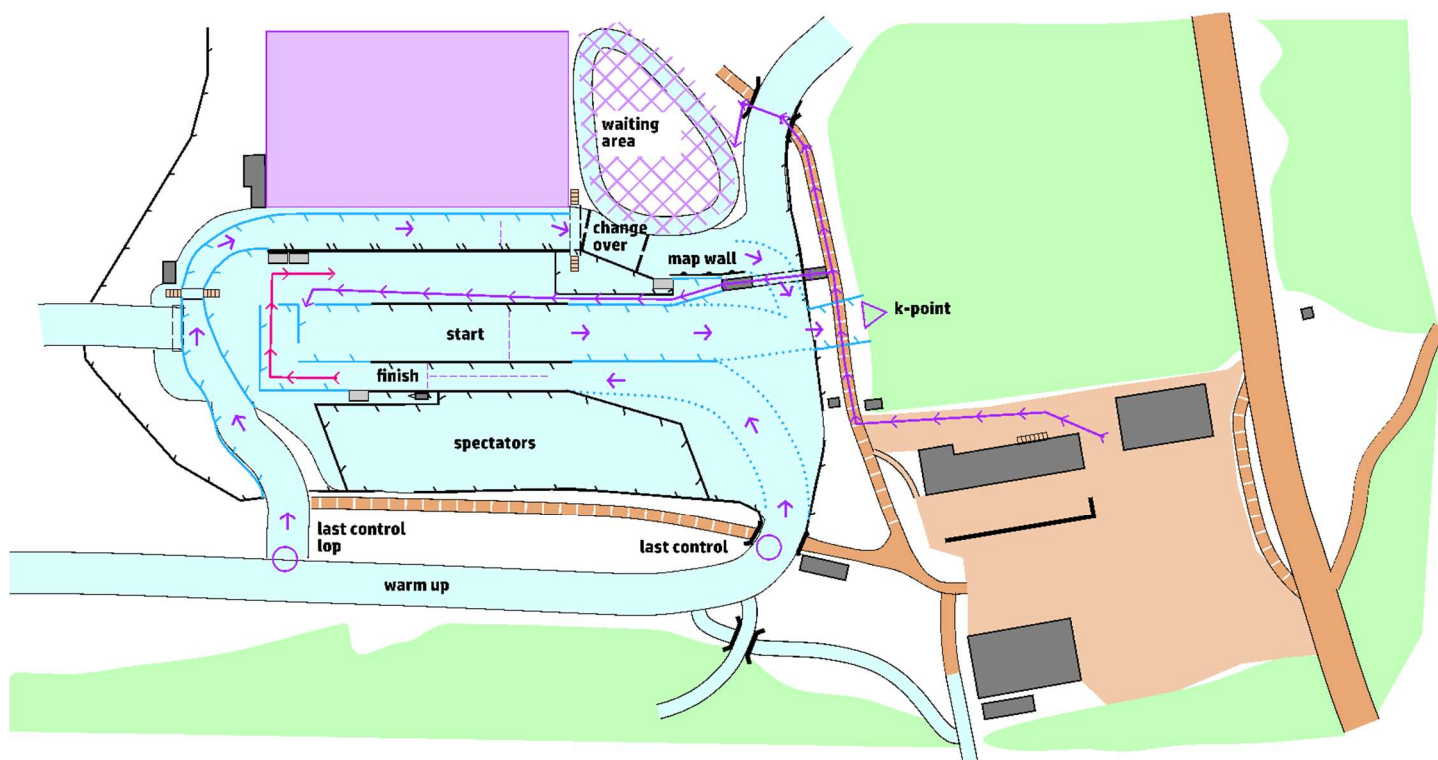 waiting
area
change
over
map wall
k-point
start
finish
spectators
last control
lop
last control
warm up